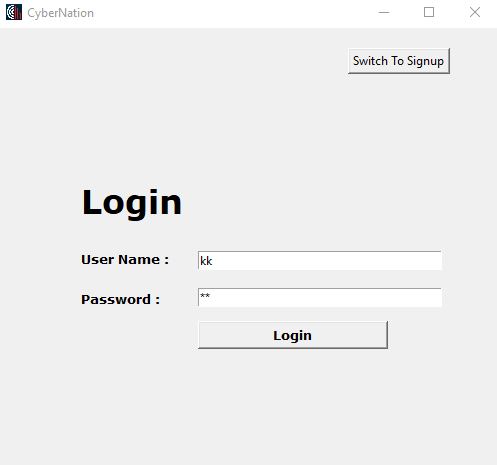 CyberNation
Switch To Signup
Login
User Name :
kk
Password :
**
Login